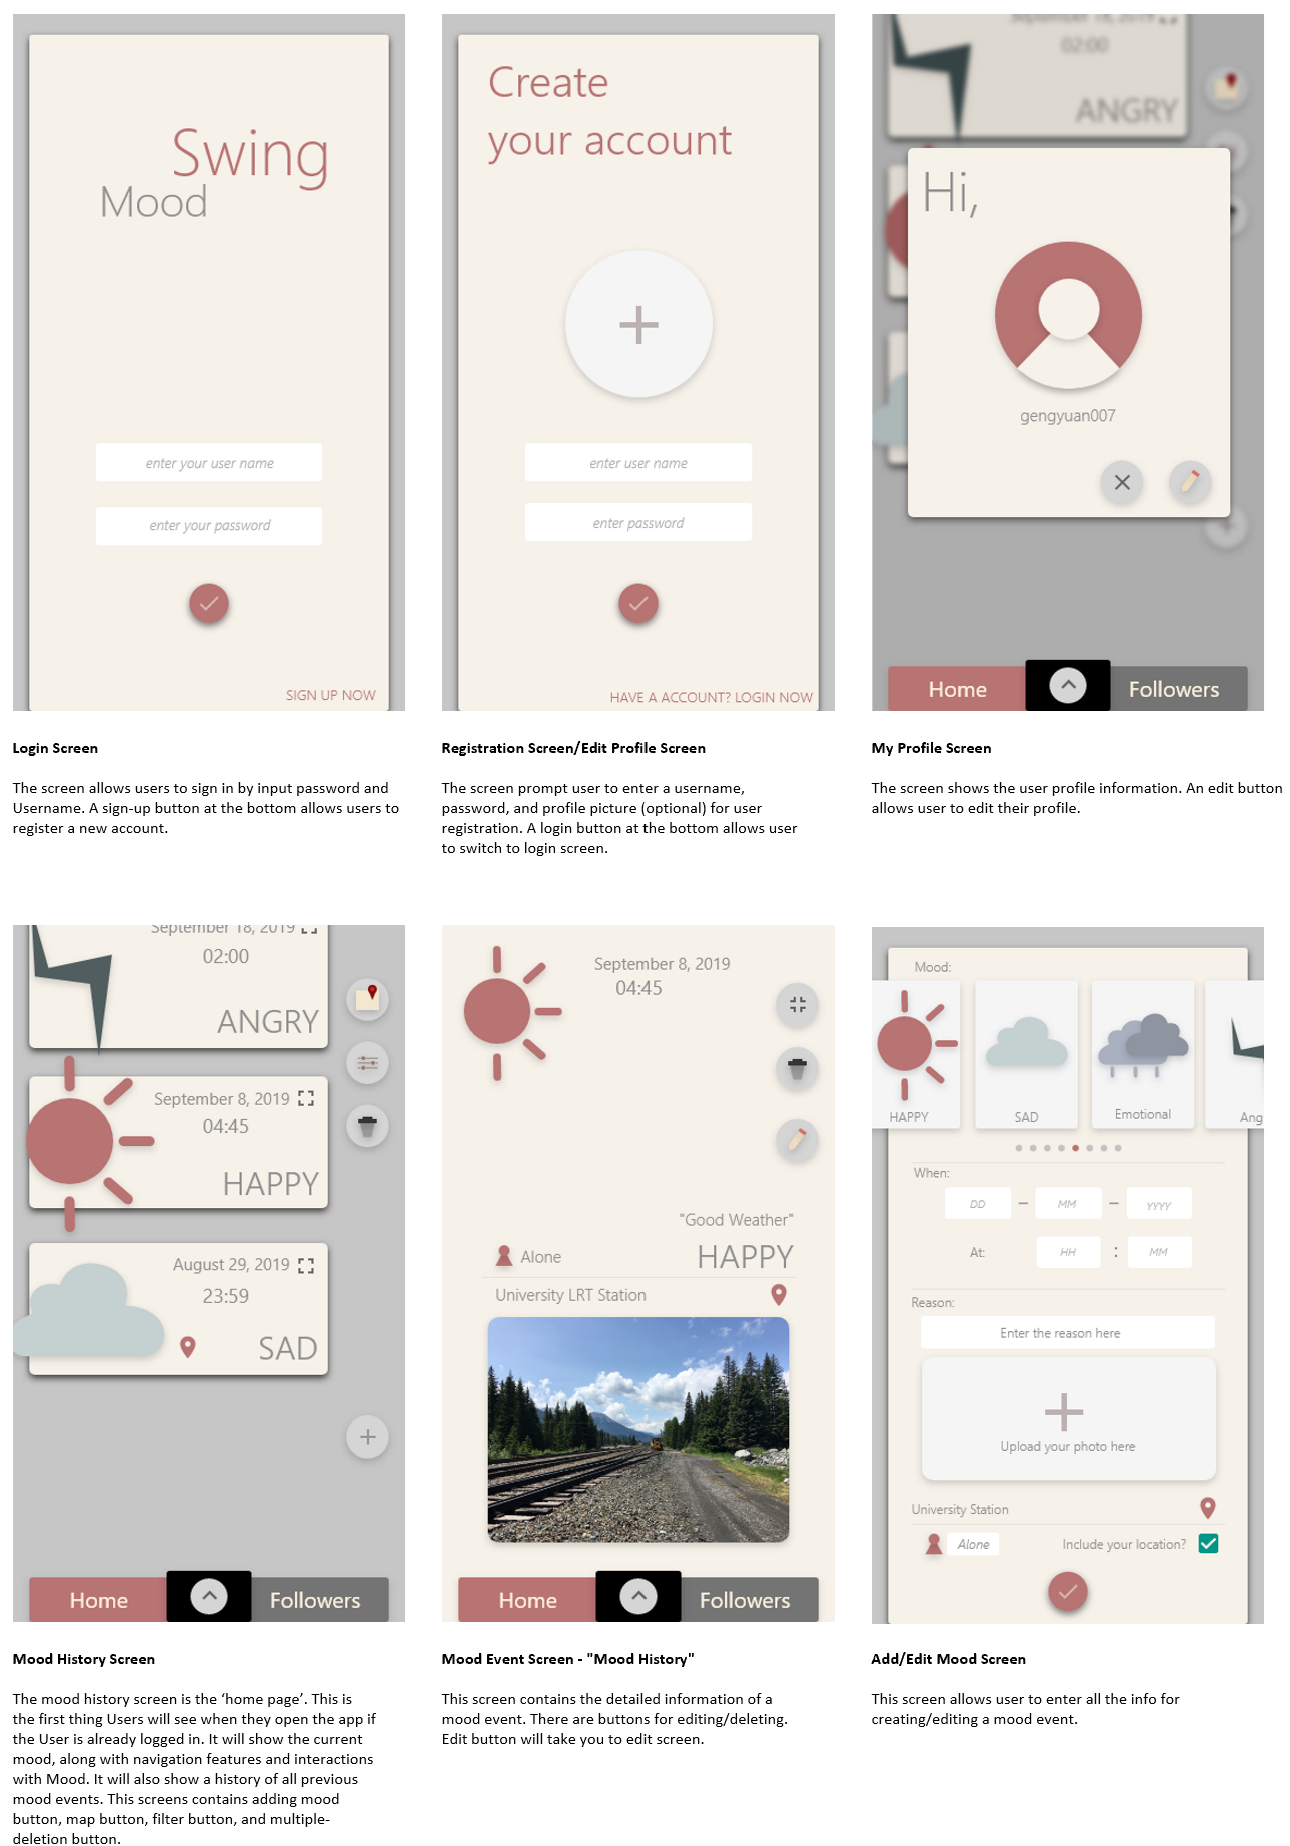 Swing
Mood
enter your user name
enter your password
SIGN UP NOW
Create
your account
enter user name
enter password
HAVE A ACCOUNT? LOGIN NOW
September 18, 2019
02:00
ANGRY
Hi,
gengyuan007
Home
Followers
Login Screen
The screen allows users to sign in by input password and
Username. A sign-up button at the bottom allows users to
register a new account.
Registration Screen/Edit Profile Screen
The screen prompt user to enter a username,
password, and profile picture (optional) for user
registration. A login button at the bottom allows user
to switch to login screen.
My Profile Screen
The screen shows the user profile information. An edit button
allows user to edit their profile.
September 18, 2019
02:00
ANGRY
September 8, 2019
04:45
HAPPY
August 29, 2019
23:59
SAD
Home
Followers
September 8, 2019
04:45
"Good Weather"
Alone
HAPPY
University LRT Station
Home
Followers
Mood:
HAPPY
SAD
Emotional
Ang
When:
DD – MM – YYYY
At:
HH : MM
Reason:
Enter the reason here
Upload your photo here
University Station
Alone
Include your location?
Mood History Screen
The mood history screen is the ‘home page’. This is
the first thing Users will see when they open the app if
the User is already logged in. It will show the current
mood, along with navigation features and interactions
with Mood. It will also show a history of all previous
mood events. This screens contains adding mood
button, map button, filter button, and multiple-
deletion button.
Mood Event Screen - "Mood History"
This screen contains the detailed information of a
mood event. There are buttons for editing/deleting.
Edit button will take you to edit screen.
Add/Edit Mood Screen
This screen allows user to enter all the info for
creating/editing a mood event.